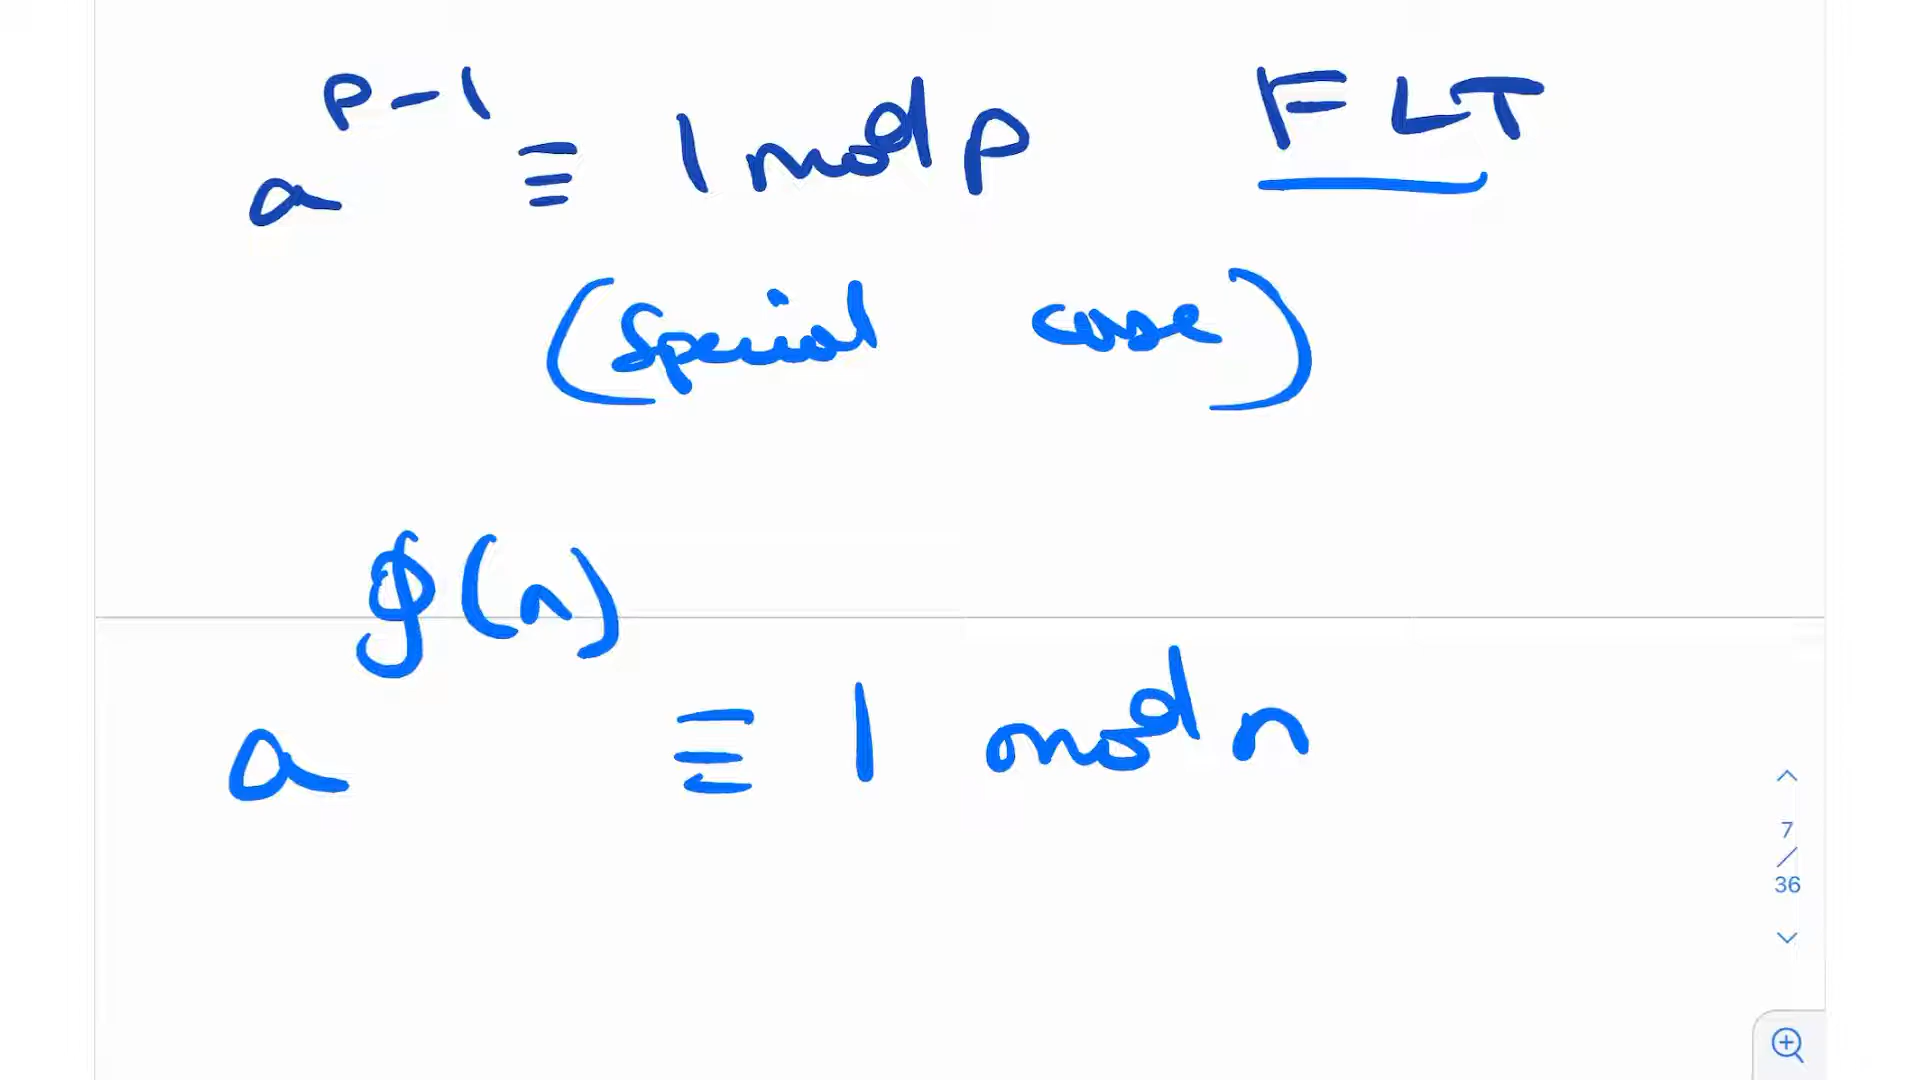 a^{p-1} ≡ 1 mod p FLT
(special case)
a^{φ(n)} ≡ 1 mod n
7
/
36